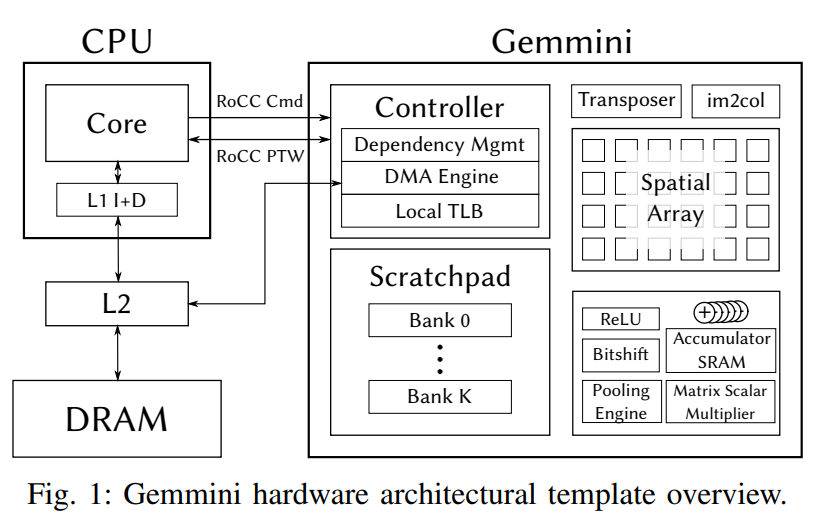 CPU
Core
L1 I+D
L2
DRAM
RoCC Cmd
RoCC PTW
Gemmini
Controller
Dependency Mgmt
DMA Engine
Local TLB
Scratchpad
Bank 0
Bank K
Transposer
im2col
Spatial
Array
ReLU
Bitshift
Pooling
Engine
+
Accumulator
SRAM
Matrix Scalar
Multiplier
Fig. 1: Gemmini hardware architectural template overview.